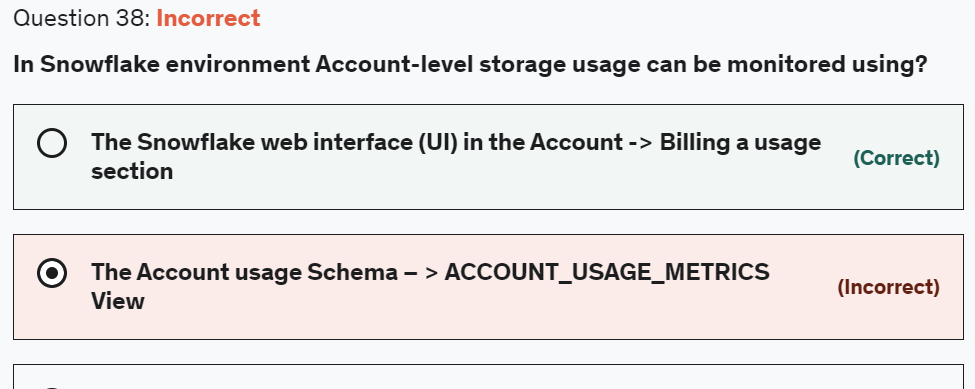 Question 38: Incorrect
In Snowflake environment Account-level storage usage can be monitored using?
The Snowflake web interface (UI) in the Account -> Billing a usage
section
(Correct)
The Account usage Schema – > ACCOUNT_USAGE_METRICS
View
(Incorrect)